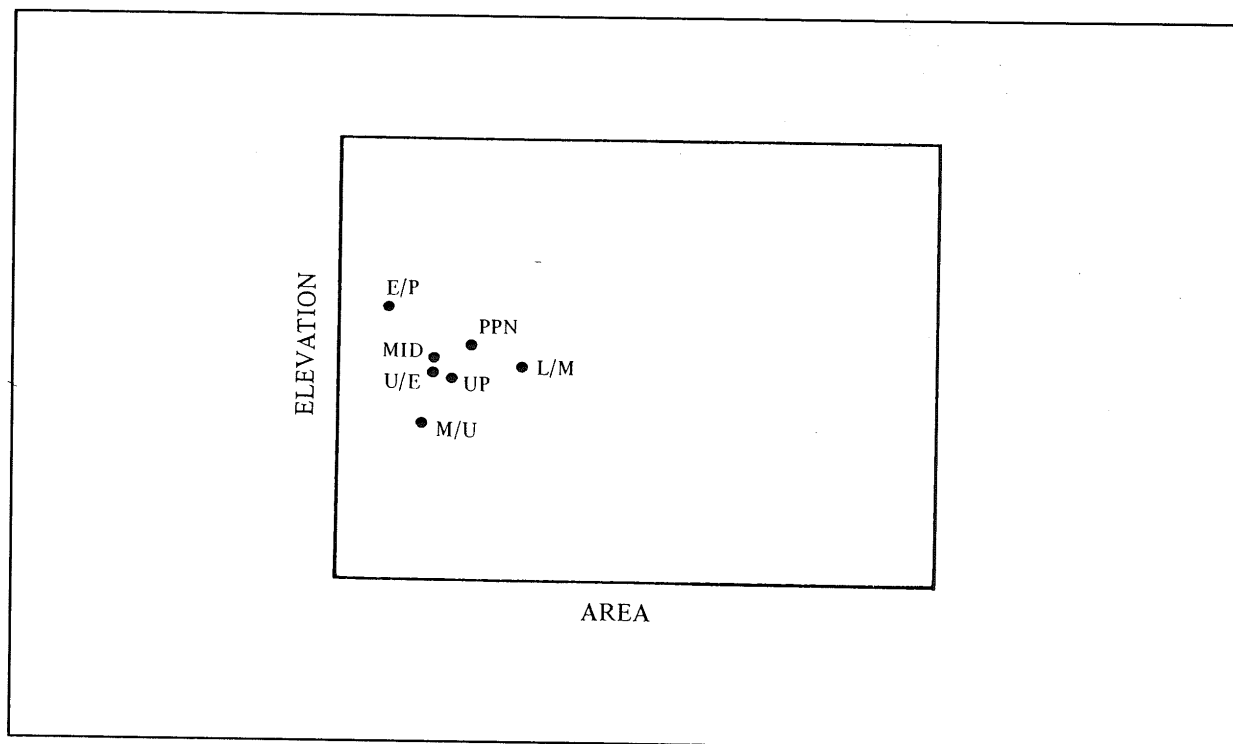 E/P
PPN
MID
L/M
U/E
UP
M/U
ELEVATION
AREA